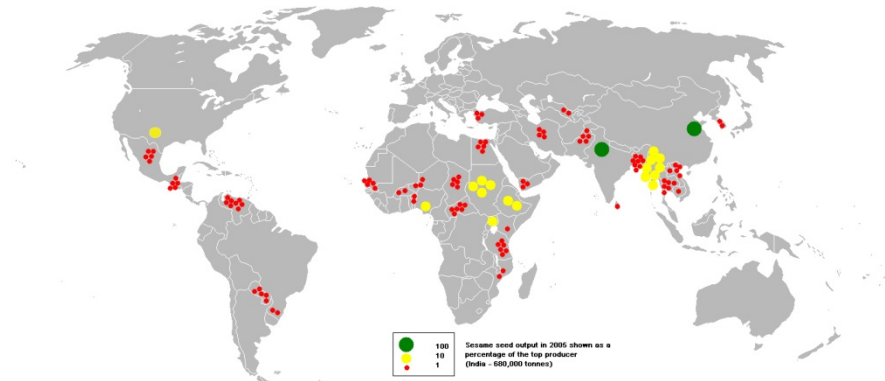 100
10
1
Sesame seed output in 2005 shown as a
percentage of the top producer
(India - 680,000 tonnes)